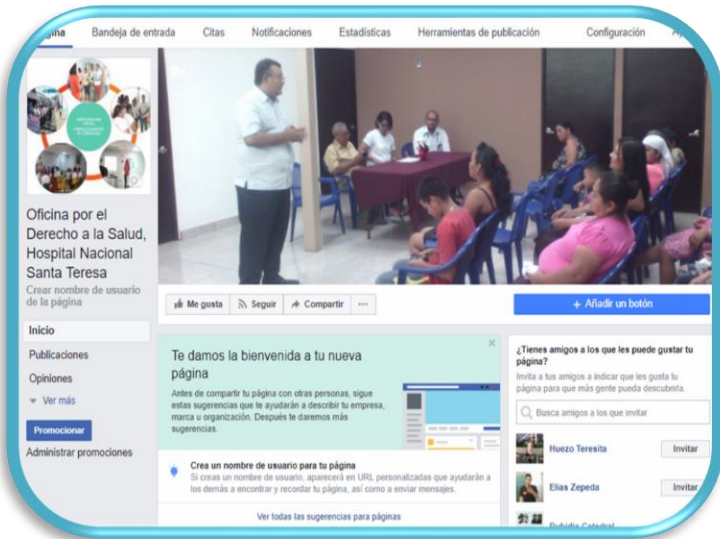 Bandeja de entrada Citas Notificaciones Estadísticas Herramientas de publicación Configuración
Oficina por el
Derecho a la Salud,
Hospital Nacional
Santa Teresa
Crear nombre de usuario
de la página
Me gusta Seguir Compartir ...
+ Añadir un botón
Inicio
Publicaciones
Opiniones
Ver más
Promocionar
Administrar promociones
Te damos la bienvenida a tu nueva
página
Antes de compartir tu página con otras personas, sigue
estas sugerencias que te ayudarán a describir tu empresa,
marca u organización. Después te daremos más
sugerencias.
Crea un nombre de usuario para tu página
Si creas un nombre de usuario, aparecerá en URL personalizadas que ayudarán a
los demás a encontrar y recordar tu página, así como a enviar mensajes.
Ver todas las sugerencias para páginas
¿Tienes amigos a los que les puede gustar tu
página?
Invita a tus amigos a indicar que les gusta tu
página para que más gente pueda descubrirla.
Busca amigos a los que invitar
Huezo Teresita Invitar
Elias Zepeda Invitar